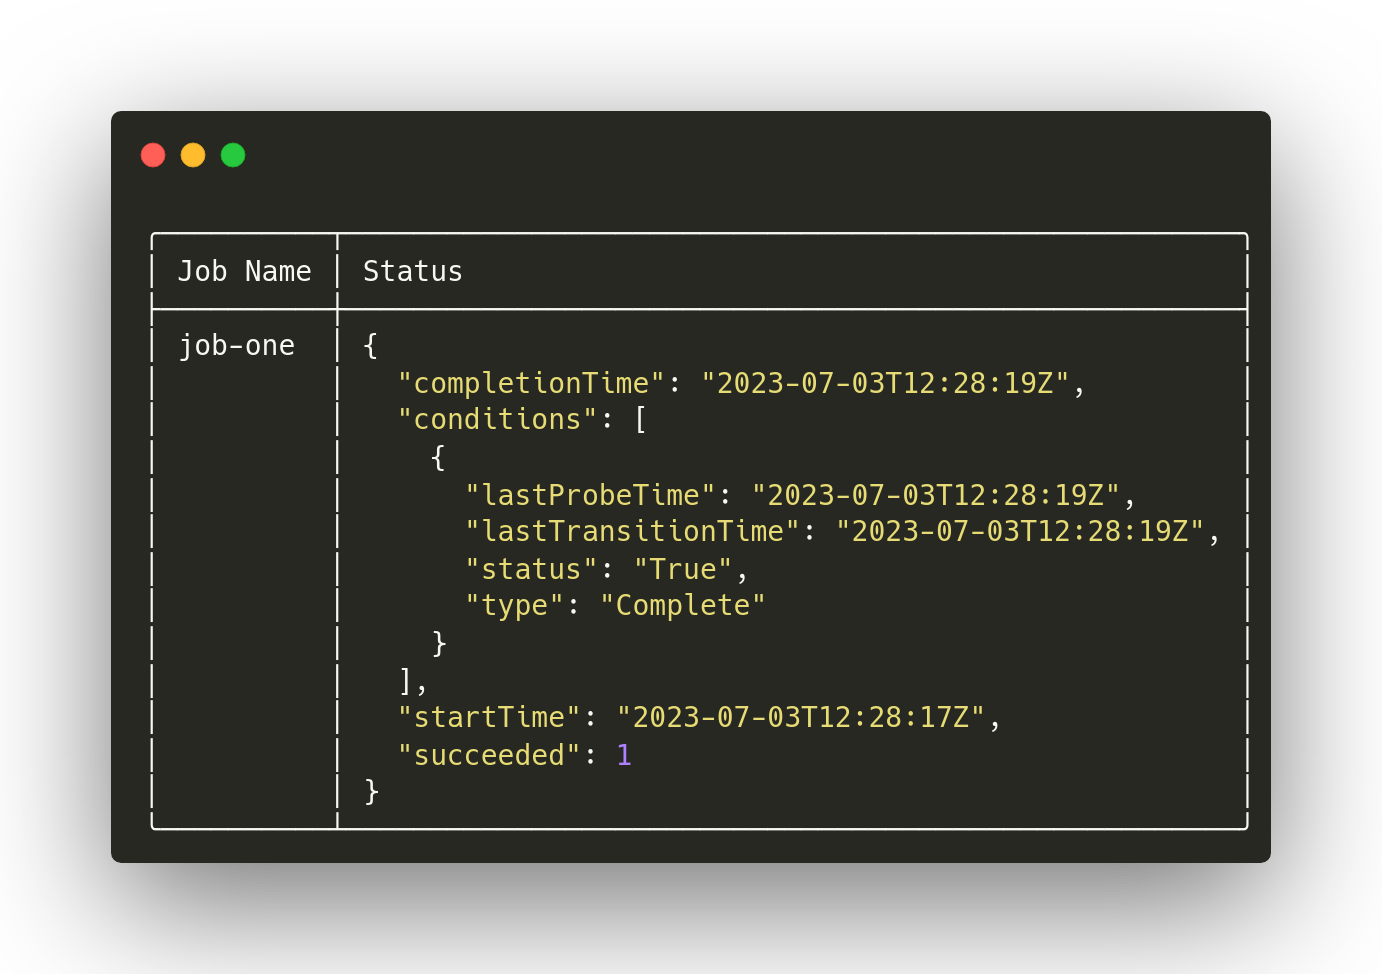 Job Name Status
job-one {
"completionTime": "2023-07-03T12:28:19Z",
"conditions": [
{
"lastProbeTime": "2023-07-03T12:28:19Z",
"lastTransitionTime": "2023-07-03T12:28:19Z",
"status": "True",
"type": "Complete"
}
],
"startTime": "2023-07-03T12:28:17Z",
"succeeded": 1
}